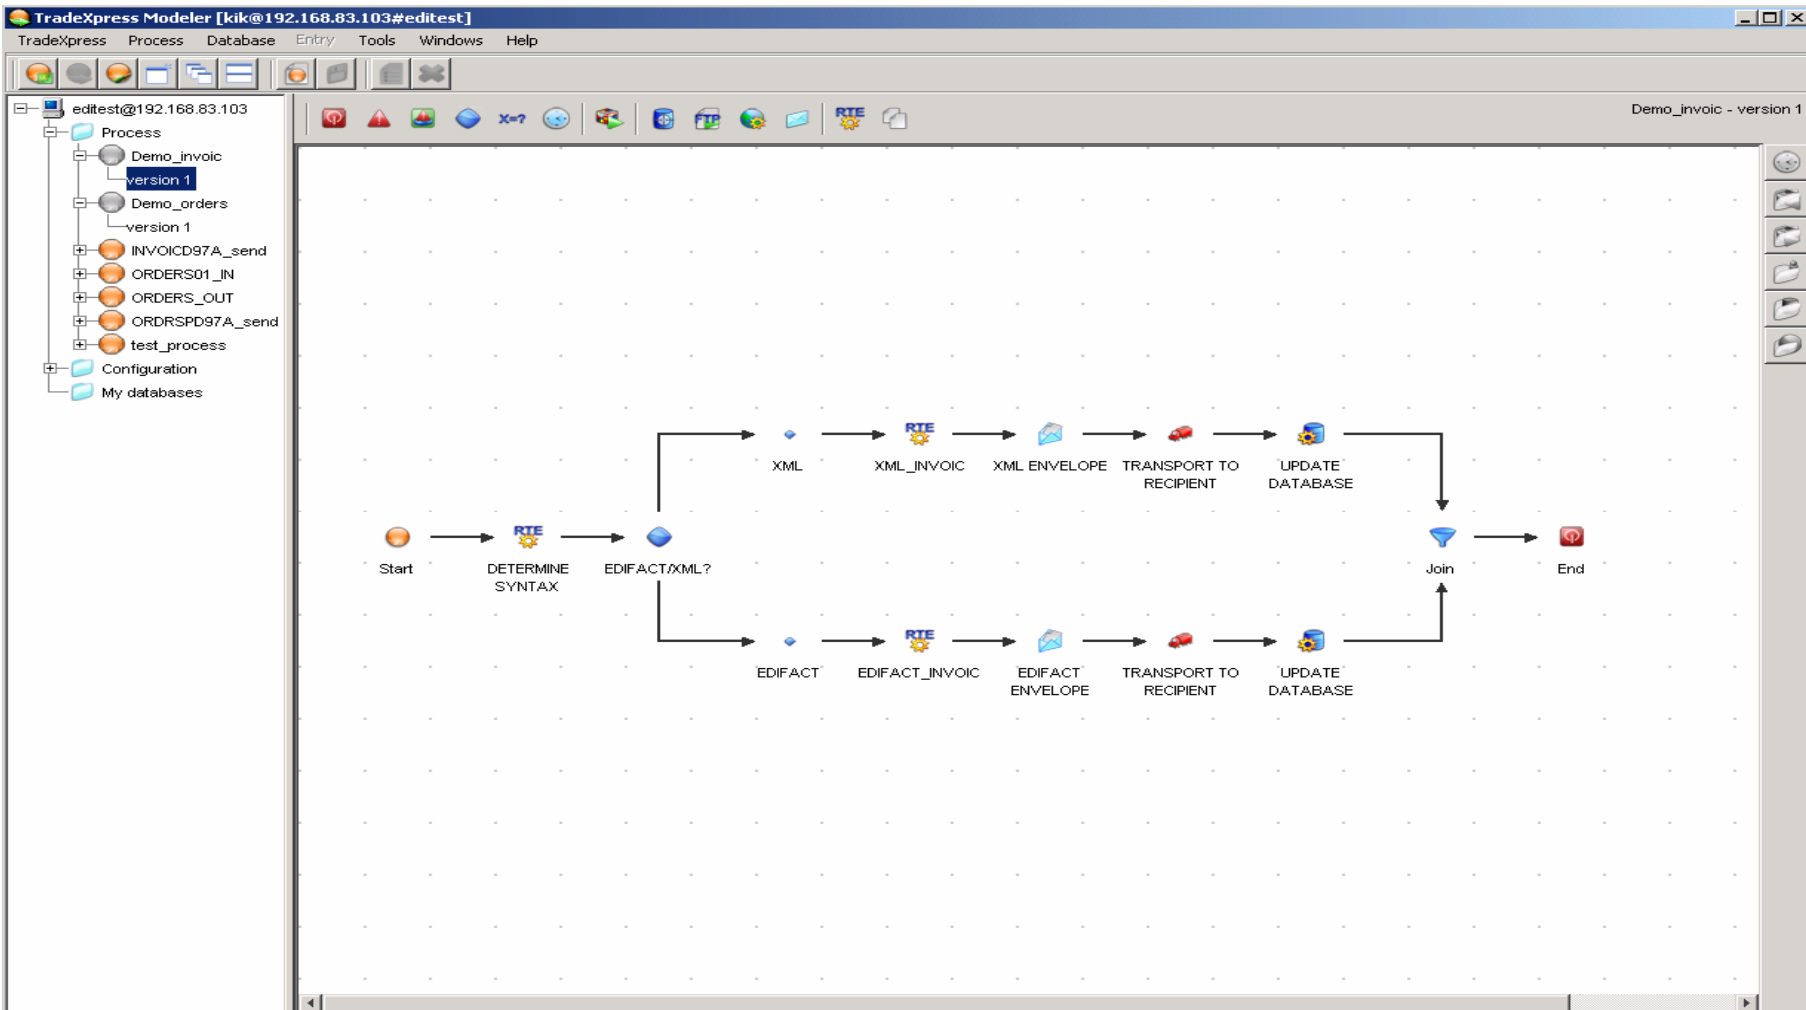 TradeXpress Modeler [kik@192.168.83.103#editest]
TradeXpress Process Database Entry Tools Windows Help
editest@192.168.83.103
Process
Demo_invoic
version 1
Demo_orders
version 1
INVOICD97A_send
ORDERS01_IN
ORDERS_OUT
ORDRSPD97A_send
test_process
Configuration
My databases
X=? FTP RTE
Demo_invoic - version 1
RTE
XML XML_INVOIC XML ENVELOPE TRANSPORT TO UPDATE
RECIPIENT DATABASE
RTE
Start DETERMINE EDIFACT/XML? Join End
SYNTAX
RTE
EDIFACT EDIFACT_INVOIC EDIFACT TRANSPORT TO UPDATE
ENVELOPE RECIPIENT DATABASE